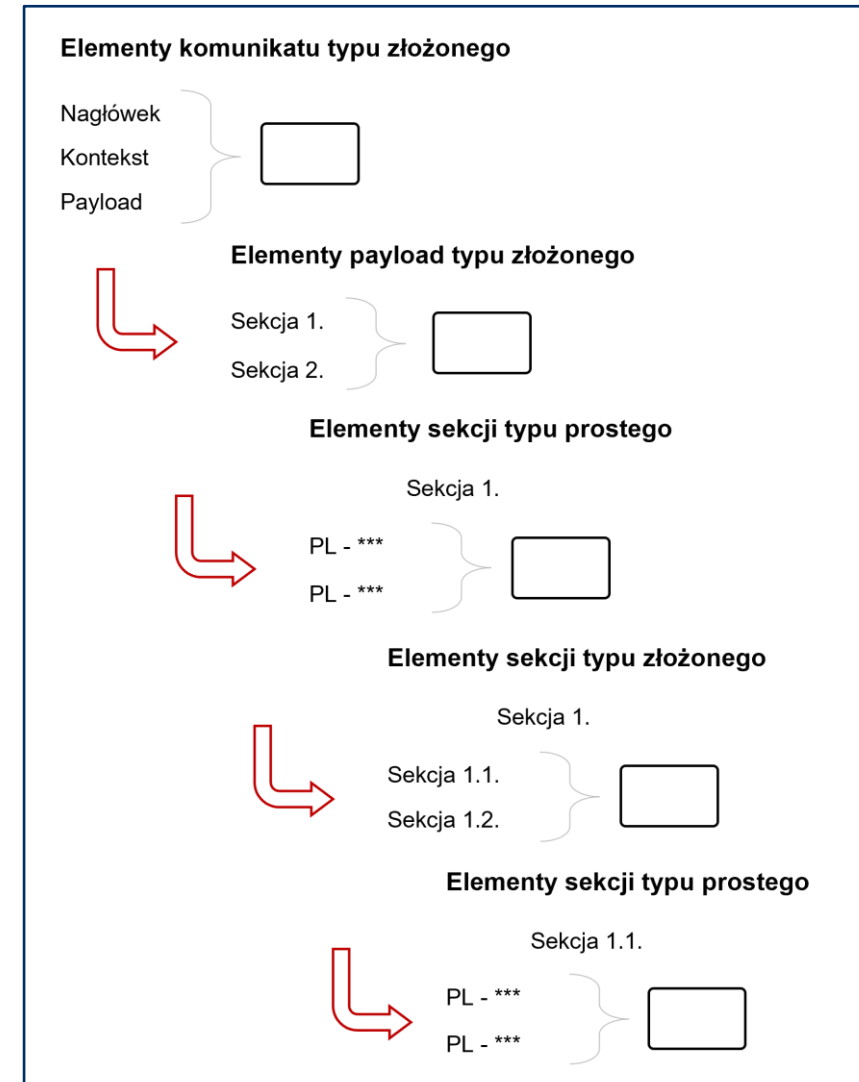 Elementy komunikatu typu złożonego
Nagłówek
Kontekst
Payload
Elementy payload typu złożonego
Sekcja 1.
Sekcja 2.
Elementy sekcji typu prostego
Sekcja 1.
PL - ***
PL - ***
Elementy sekcji typu złożonego
Sekcja 1.
Sekcja 1.1.
Sekcja 1.2.
Elementy sekcji typu prostego
Sekcja 1.1.
PL - ***
PL - ***